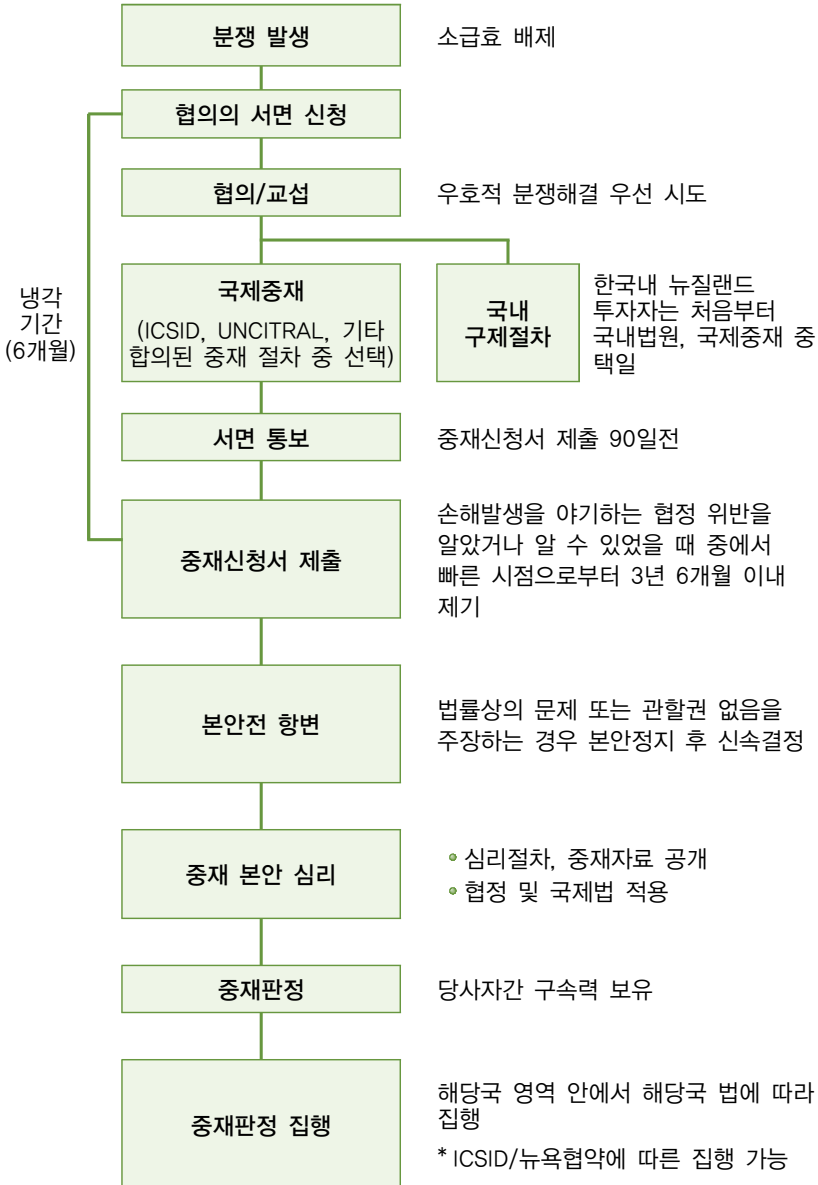 분쟁 발생
소급효 배제
협의의 서면 신청
협의/교섭
우호적 분쟁해결 우선 시도
냉각
기간
(6개월)
국제중재
(ICSID, UNCITRAL, 기타
합의된 중재 절차 중 선택)
국내
구제절차
한국내 뉴질랜드
투자자는 처음부터
국내법원, 국제중재 중
택일
서면 통보
중재신청서 제출 90일전
중재신청서 제출
손해발생을 야기하는 협정 위반을
알았거나 알 수 있었을 때 중에서
빠른 시점으로부터 3년 6개월 이내
제기
본안전 항변
법률상의 문제 또는 관할권 없음을
주장하는 경우 본안정지 후 신속결정
중재 본안 심리
심리절차, 중재자료 공개
협정 및 국제법 적용
중재판정
당사자간 구속력 보유
중재판정 집행
해당국 영역 안에서 해당국 법에 따라
집행
* ICSID/뉴욕협약에 따른 집행 가능